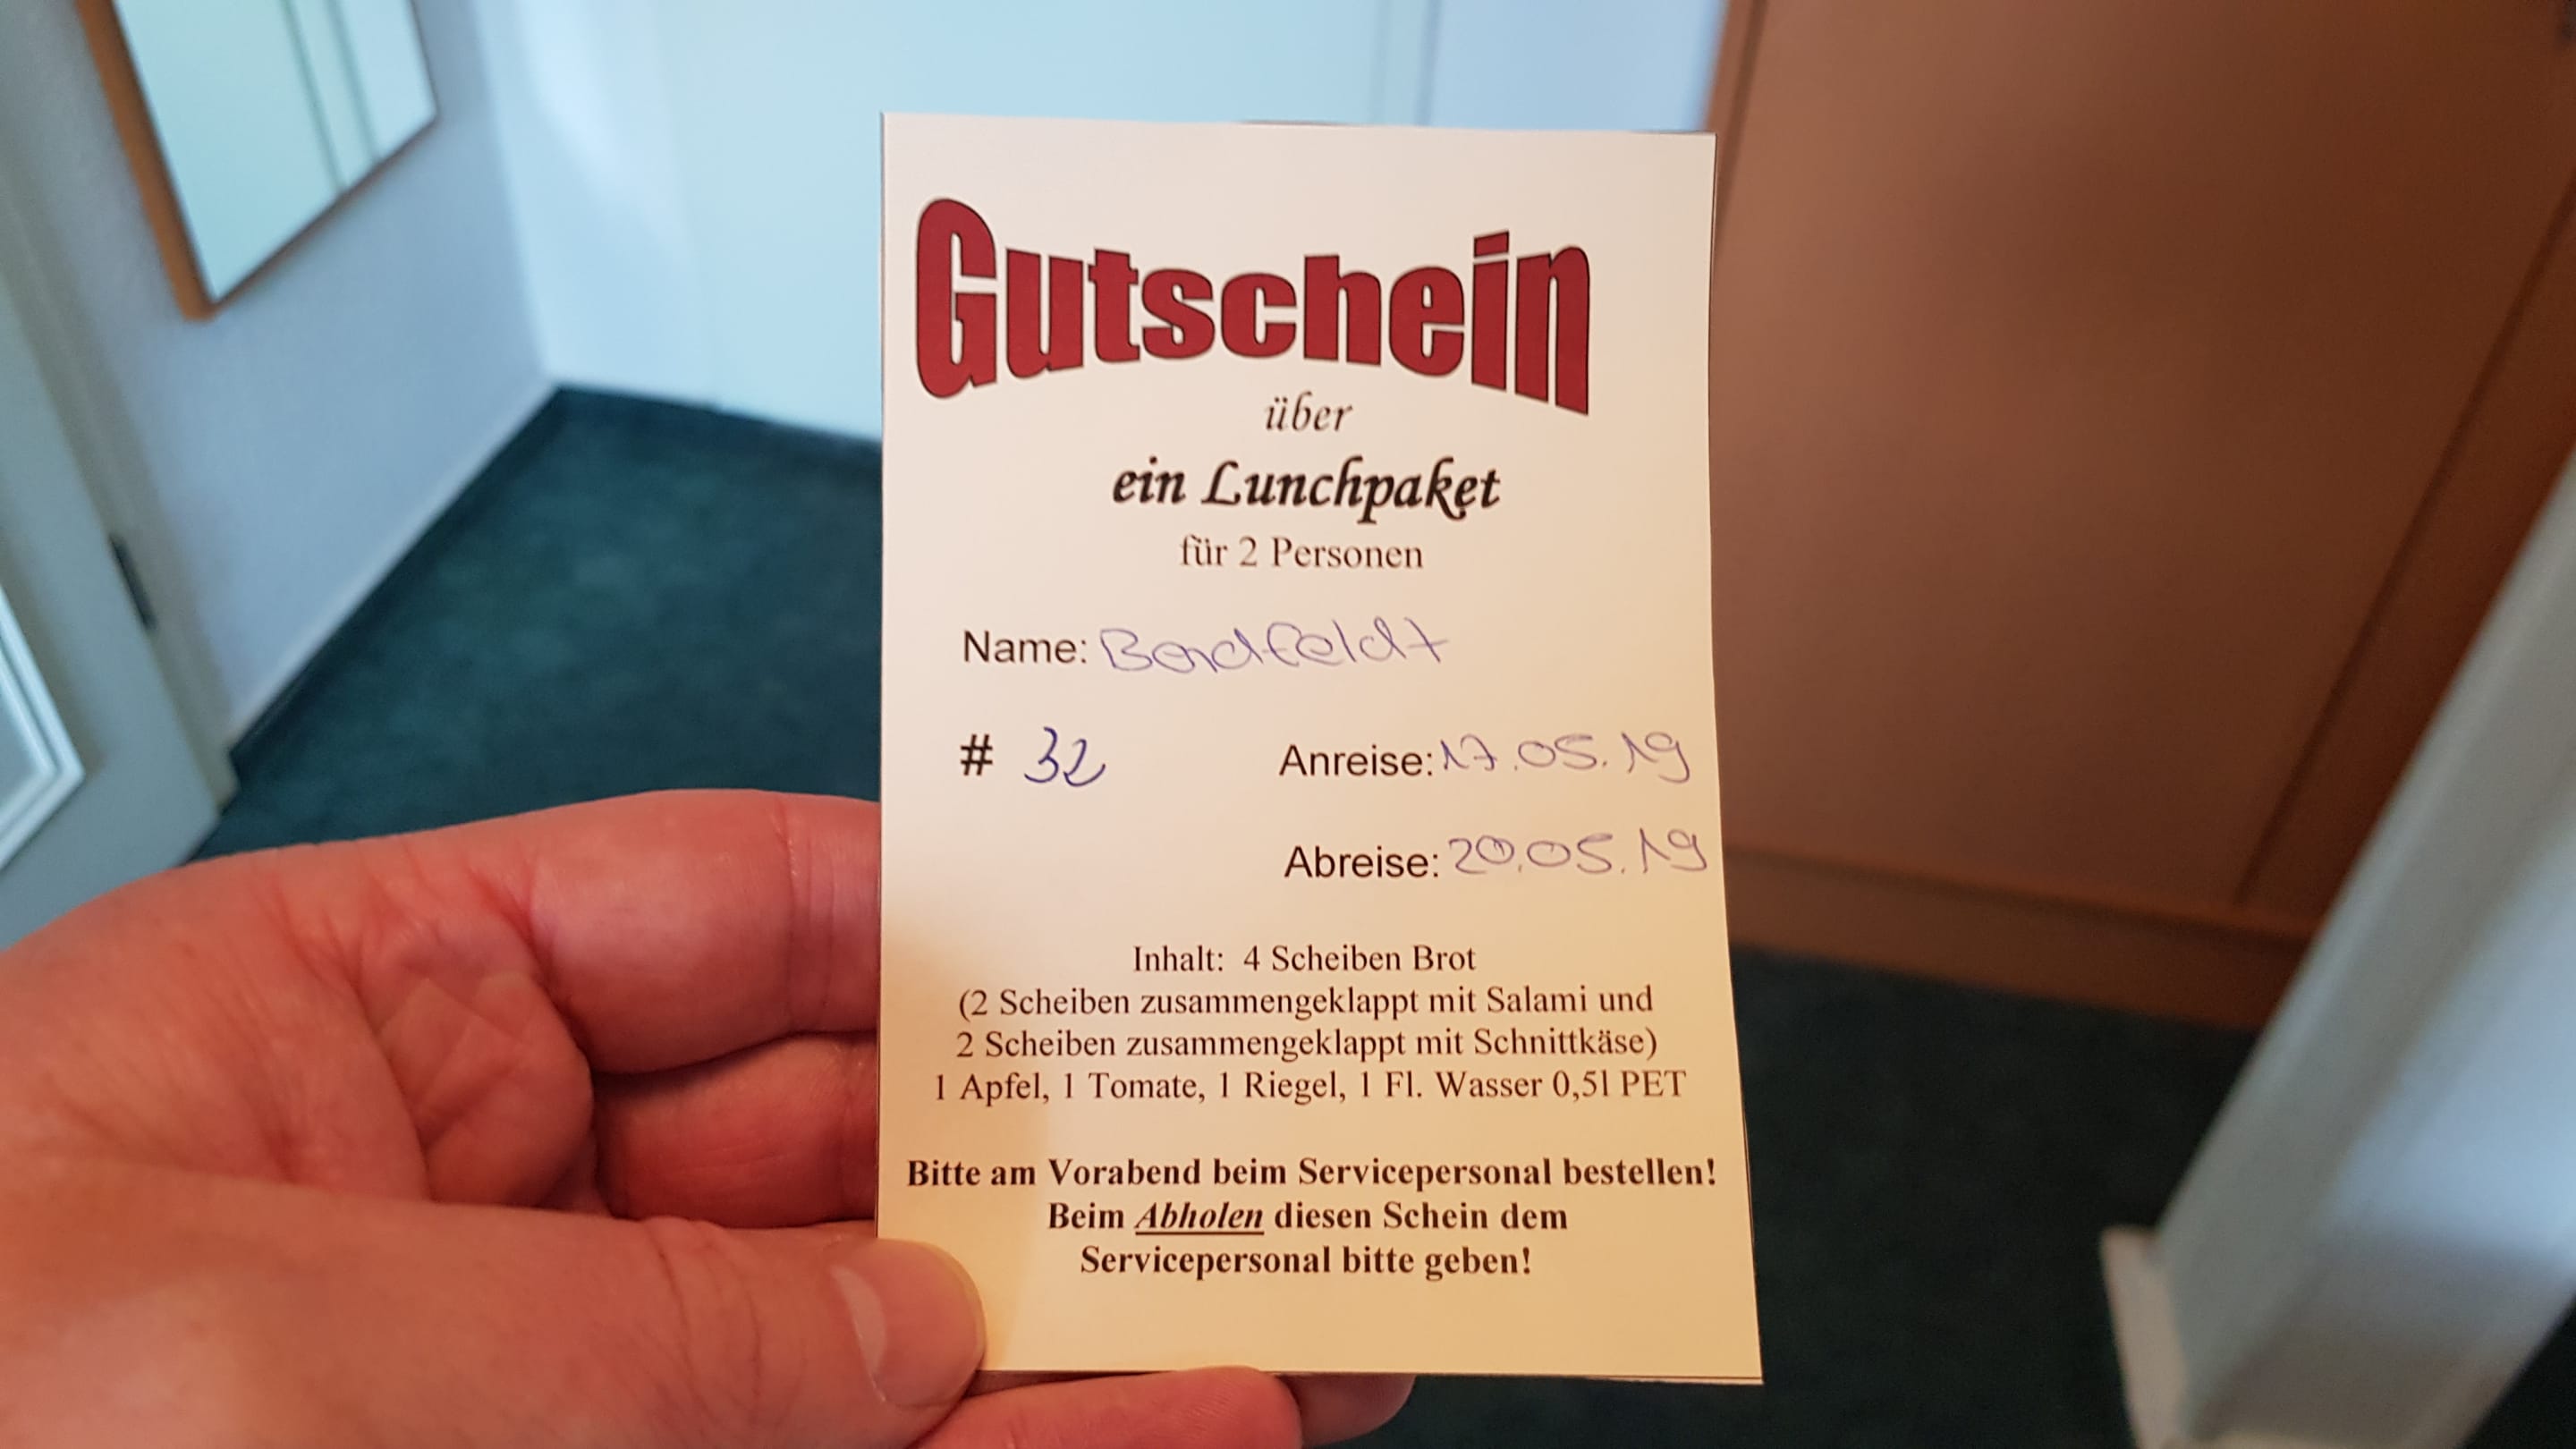 Gutschein
über
ein Lunchpaket
für 2 Personen
Name: Bordfeldt
# 32 Anreise: 17.05.19
Abreise: 20.05.19
Inhalt: 4 Scheiben Brot
(2 Scheiben zusammengeklappt mit Salami und
2 Scheiben zusammengeklappt mit Schnittkäse)
1 Apfel, 1 Tomate, 1 Riegel, 1 Fl. Wasser 0,5l PET
Bitte am Vorabend beim Servicepersonal bestellen!
Beim Abholen diesen Schein dem
Servicepersonal bitte geben!